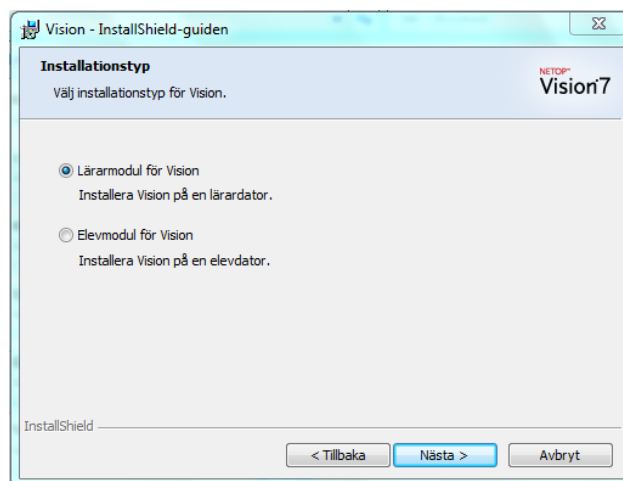 Vision - InstallShield-guiden
Installationstyp
Välj installationstyp för Vision.
NETOP™
Vision7
Lärarmodul för Vision
Installera Vision på en lärardator.
Elevmodul för Vision
Installera Vision på en elevdator.
InstallShield
< Tillbaka
Nästa >
Avbryt